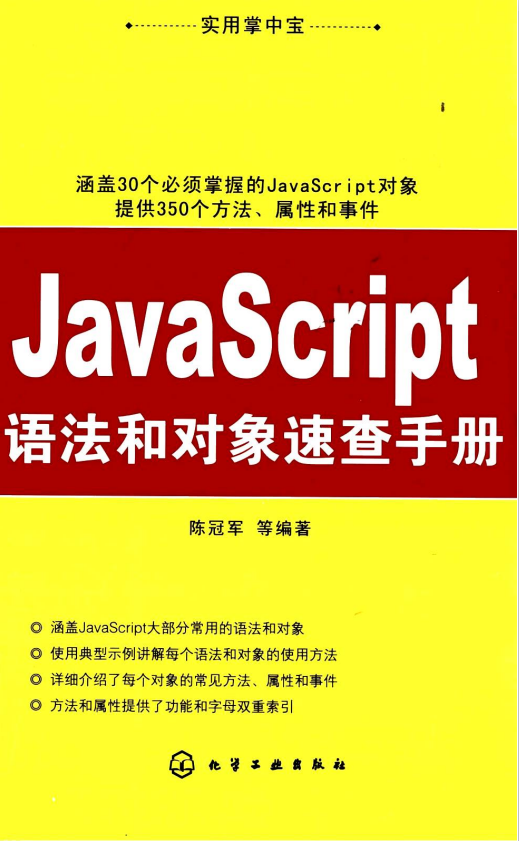 实用掌中宝
涵盖30个必须掌握的JavaScript对象
提供350个方法、属性和事件
JavaScript
语法和对象速查手册
陈冠军 等编著
◎ 涵盖JavaScript大部分常用的语法和对象
◎ 使用典型示例讲解每个语法和对象的使用方法
◎ 详细介绍了每个对象的常见方法、属性和事件
◎ 方法和属性提供了功能和字母双重索引
化学工业出版社